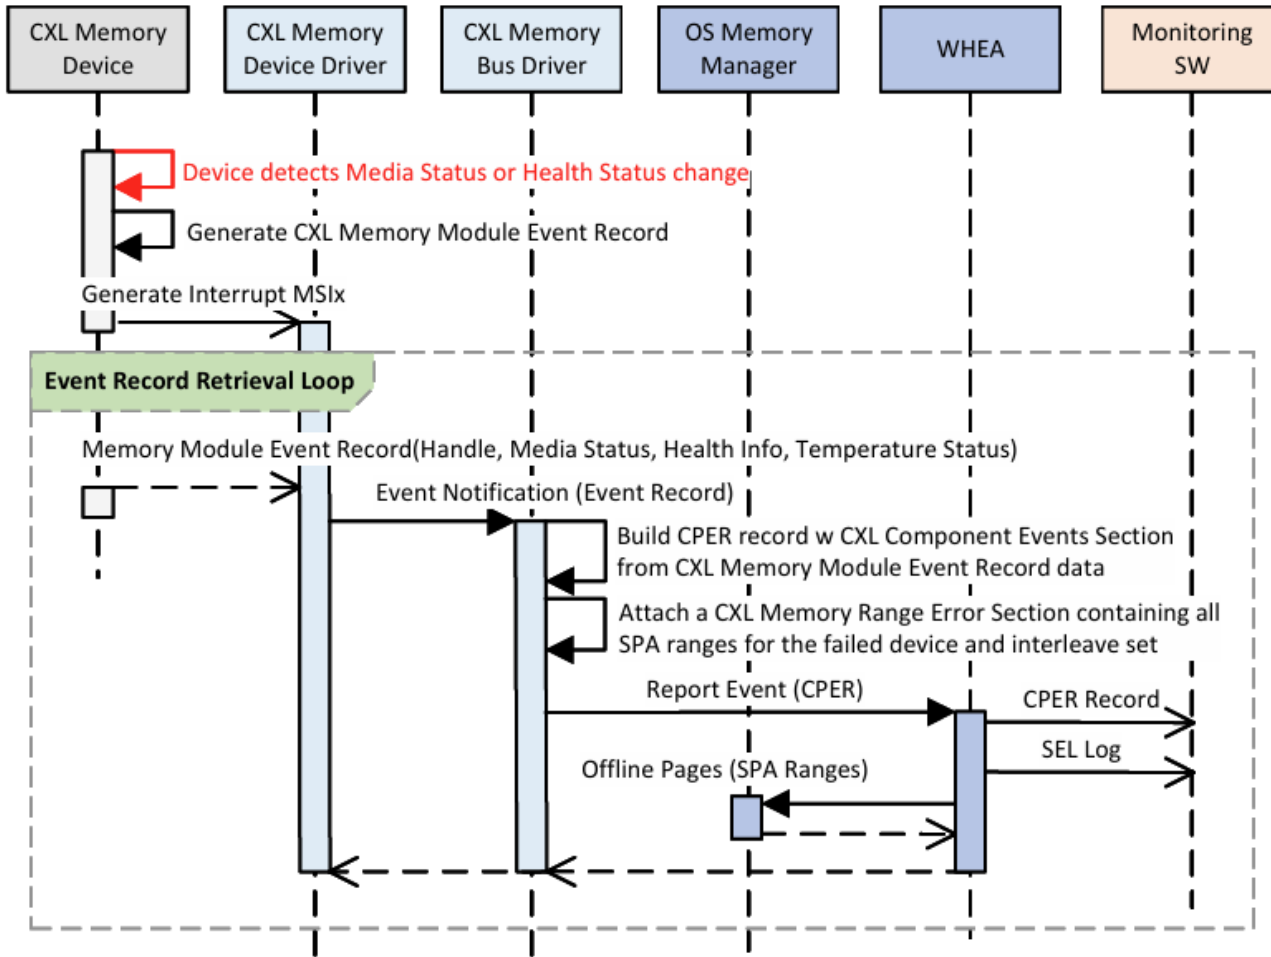 CXL Memory
Device
CXL Memory
Device Driver
CXL Memory
Bus Driver
OS Memory
Manager
WHEA
Monitoring
SW
Device detects Media Status or Health Status change
Generate CXL Memory Module Event Record
Generate Interrupt MSIx
Event Record Retrieval Loop
Memory Module Event Record(Handle, Media Status, Health Info, Temperature Status)
Event Notification (Event Record)
Build CPER record w CXL Component Events Section
from CXL Memory Module Event Record data
Attach a CXL Memory Range Error Section containing all
SPA ranges for the failed device and interleave set
Report Event (CPER)
CPER Record
SEL Log
Offline Pages (SPA Ranges)